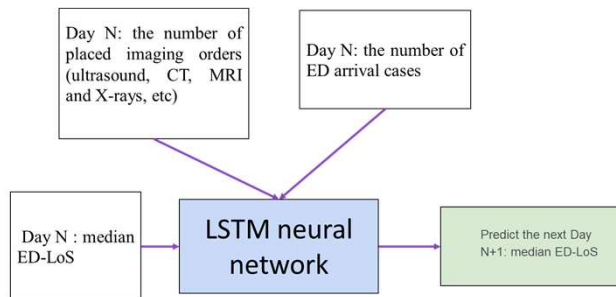 Day N: the number of
placed imaging orders
(ultrasound, CT, MRI
and X-rays, etc)
Day N: the number of
ED arrival cases
Day N : median
ED-LoS
LSTM neural
network
Predict the next Day
N+1: median ED-LoS